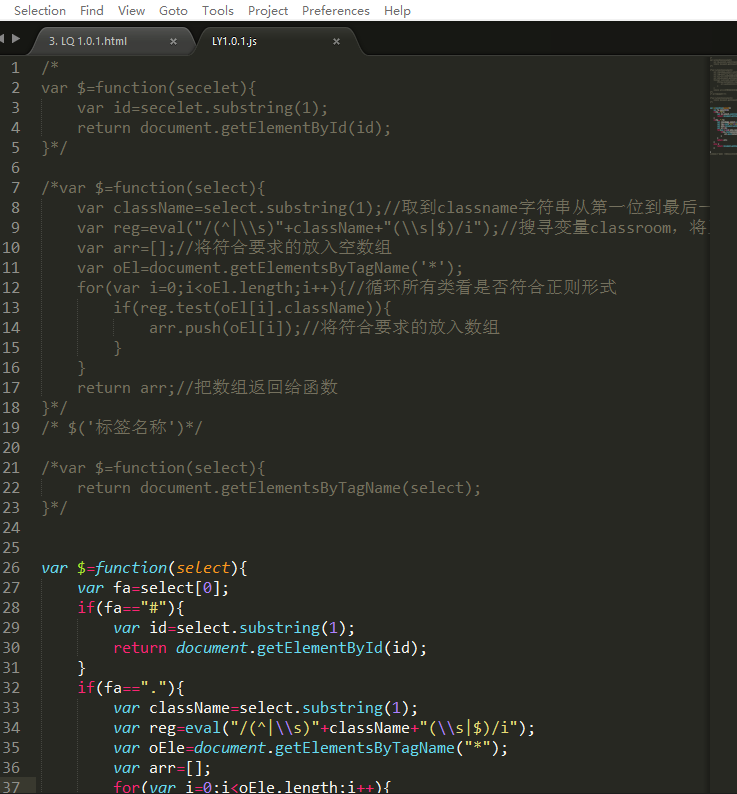 Selection Find View Goto Tools Project Preferences Help
3. LQ 1.0.1.html × LY1.0.1.js ×
1 /*
2 var $=function(secelet){
3 var id=secelet.substring(1);
4 return document.getElementById(id);
5 }*/
6
7 /*var $=function(select){
8 var className=select.substring(1);//取到classname字符串从第一位到最后一
9 var reg=eval("/(^|\\s)"+className+"(\\s|$)/i");//搜寻变量classroom，将
10 var arr=[];//将符合要求的放入空数组
11 var oEl=document.getElementsByTagName('*');
12 for(var i=0;i<oEl.length;i++){//循环所有类看是否符合正则形式
13 if(reg.test(oEl[i].className)){
14 arr.push(oEl[i]);//将符合要求的放入数组
15 }
16 }
17 return arr;//把数组返回给函数
18 }*/
19 /* $('标签名称')*/
20
21 /*var $=function(select){
22 return document.getElementsByTagName(select);
23 }*/
24
25
26 var $=function(select){
27 var fa=select[0];
28 if(fa=="#"){
29 var id=select.substring(1);
30 return document.getElementById(id);
31 }
32 if(fa=="."){
33 var className=select.substring(1);
34 var reg=eval("/(^|\\s)"+className+"(\\s|$)/i");
35 var oEle=document.getElementsByTagName("*");
36 var arr=[];
37 for(var i=0;i<oEle.length;i++){